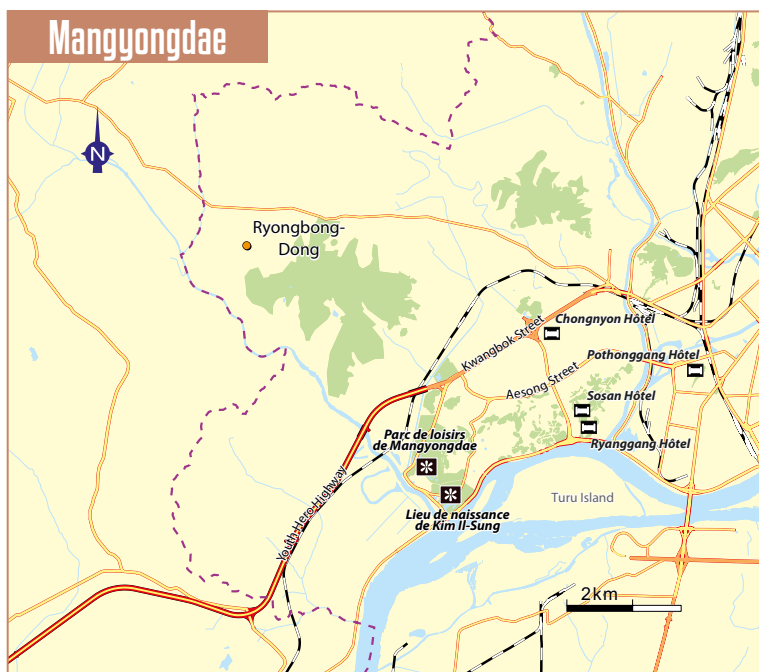 Mangyongdae
N
Ryongbong-
Dong
Chongnyon Hôtel
Kwangbok Street
Pothonggang Hôtel
Aesong Street
Sosan Hôtel
Parc de loisirs
de Mangyongdae
Ryanggang Hôtel
Youth Hero Highway
Turu Island
Lieu de naissance
de Kim Il-Sung
2km